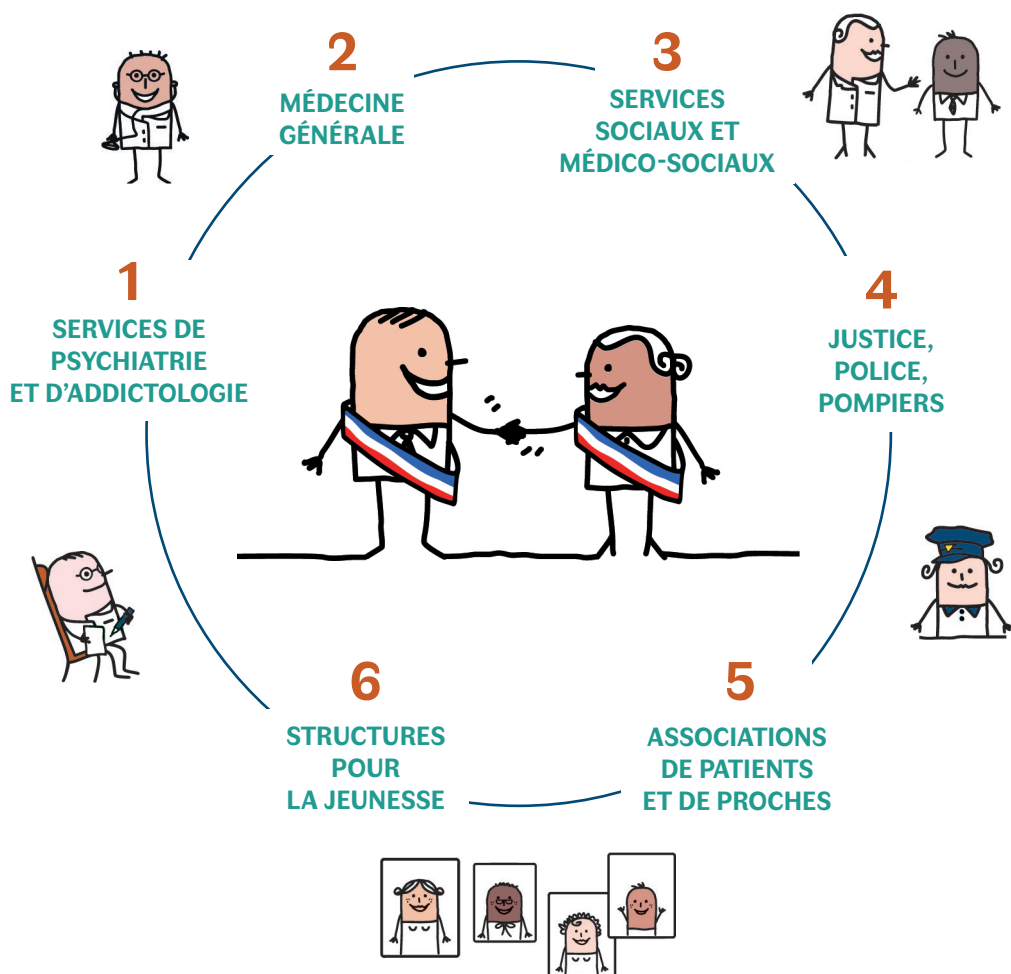 1
SERVICES DE
PSYCHIATRIE
ET D'ADDICTOLOGIE
2
MÉDECINE
GÉNÉRALE
3
SERVICES
SOCIAUX ET
MÉDICO-SOCIAUX
4
JUSTICE,
POLICE,
POMPIERS
5
ASSOCIATIONS
DE PATIENTS
ET DE PROCHES
6
STRUCTURES
POUR
LA JEUNESSE